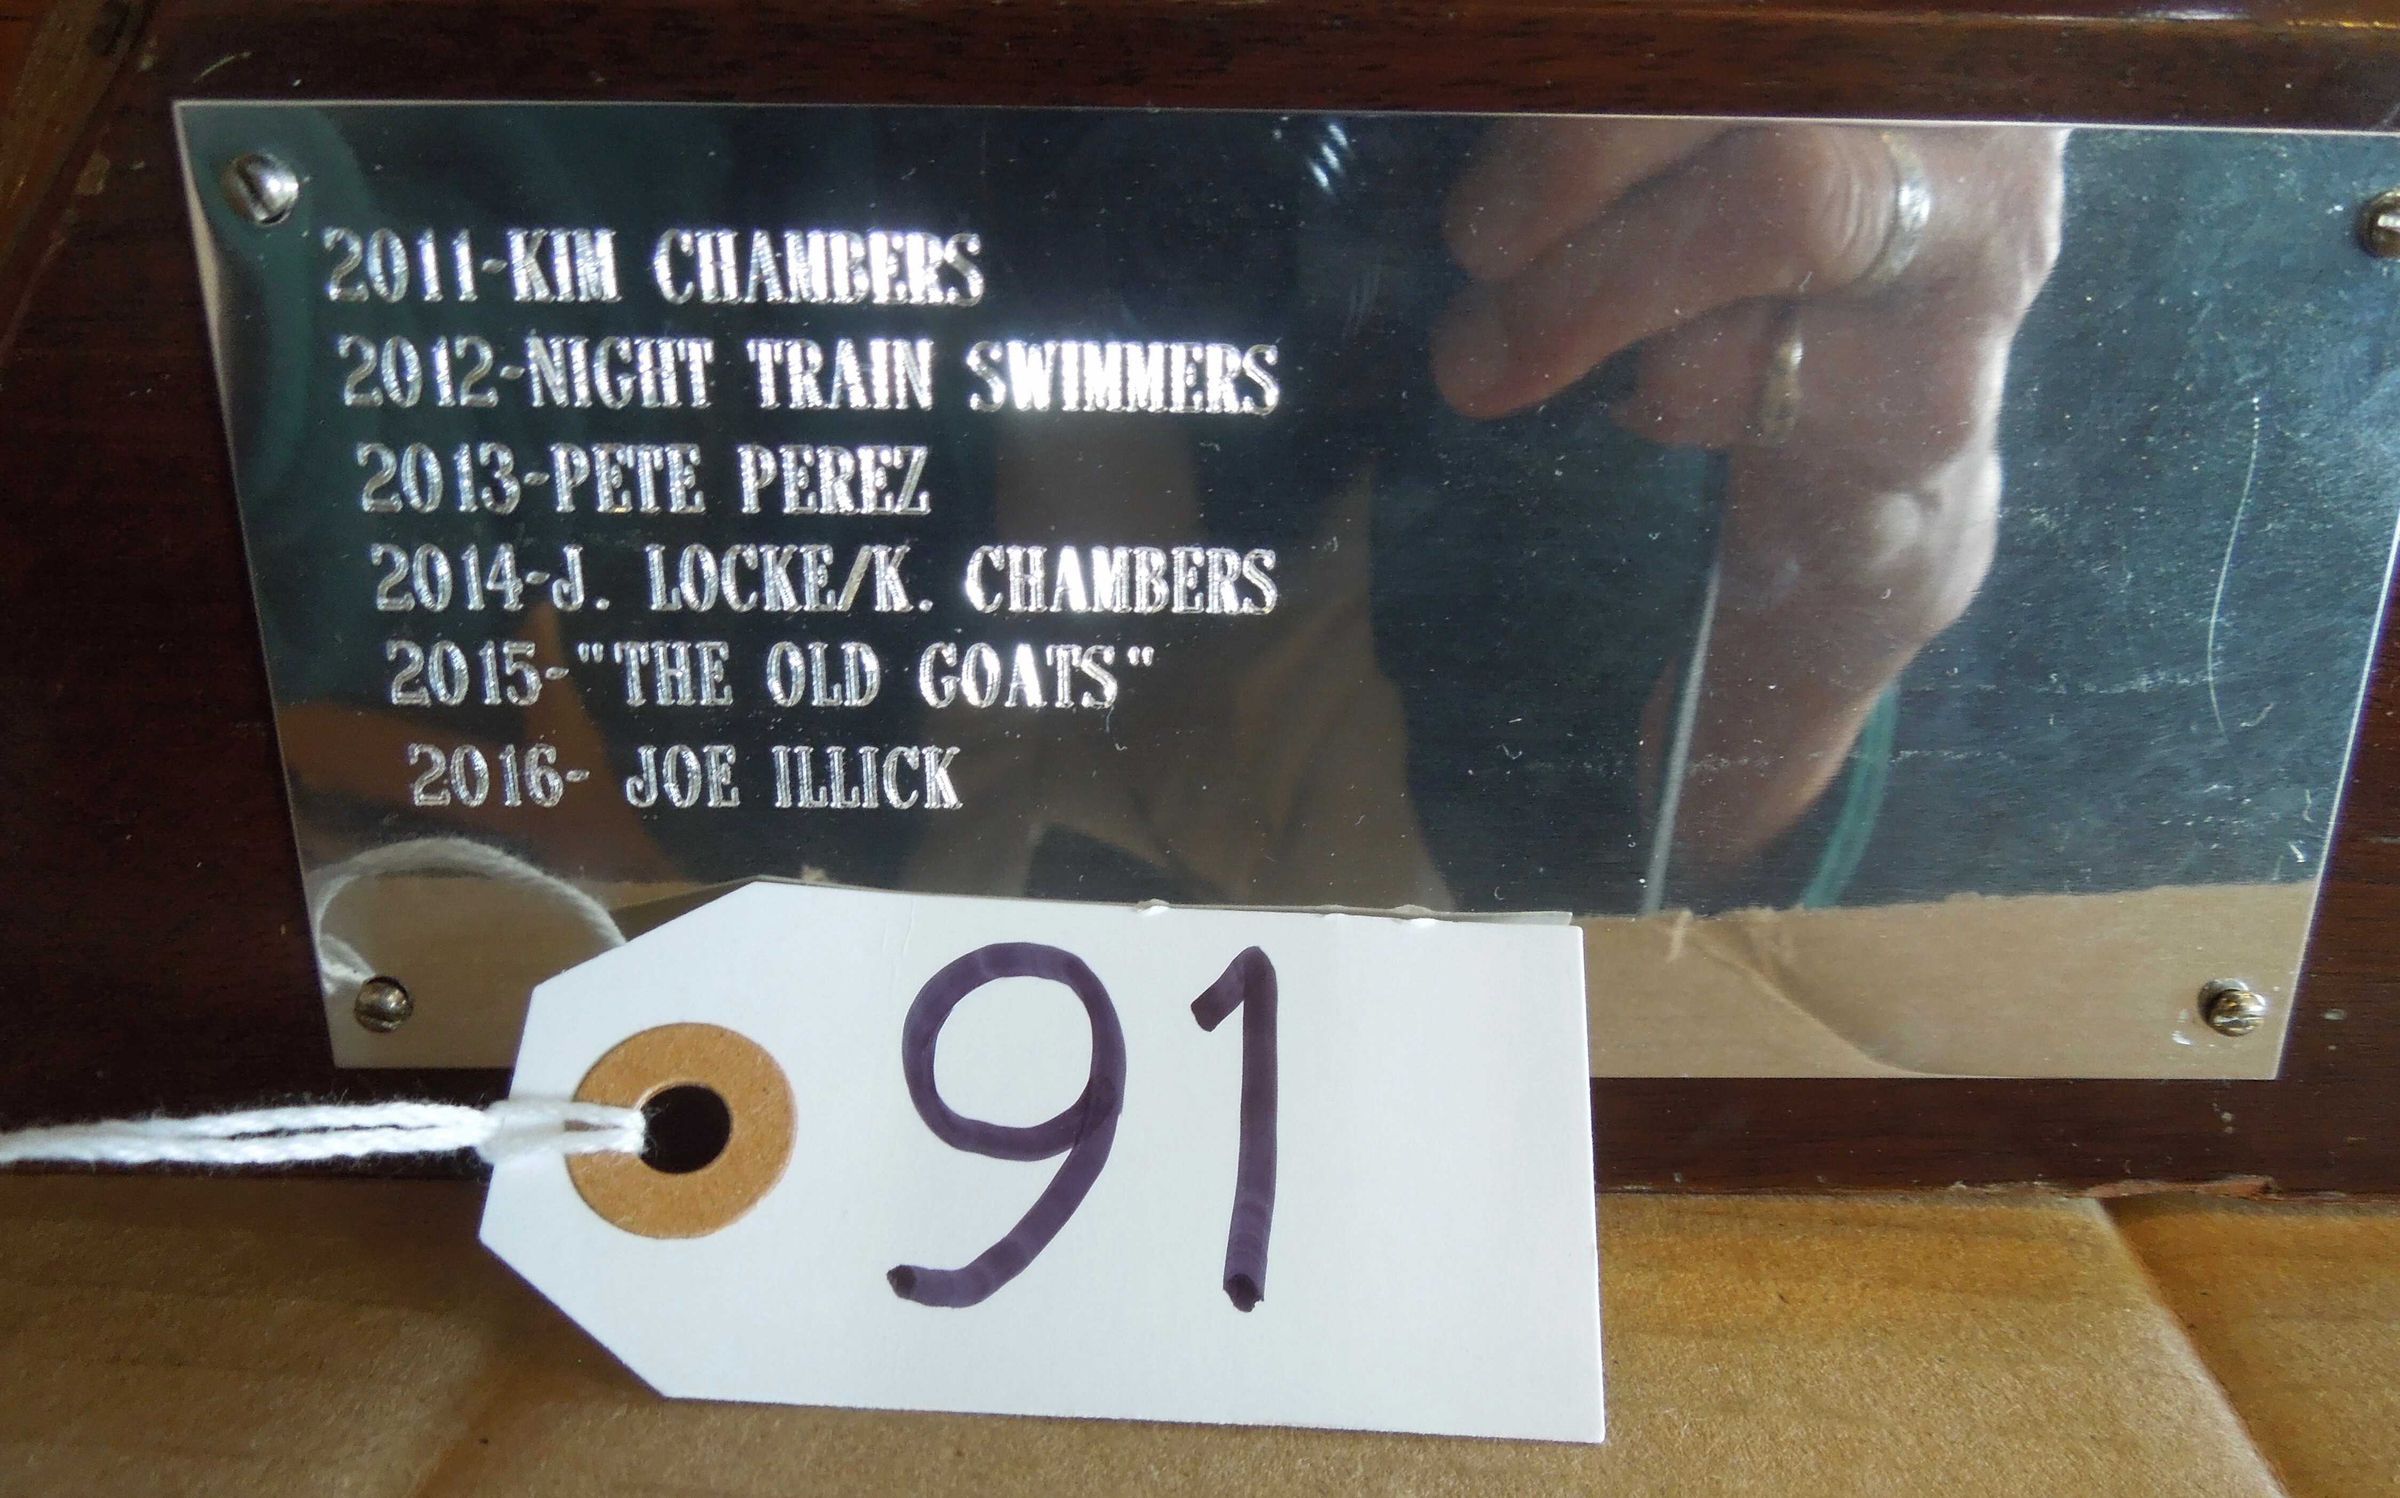 2011-KIM CHAMBERS
2012-NIGHT TRAIN SWIMMERS
2013-PETE PEREZ
2014-J. LOCKE/K. CHAMBERS
2015-"THE OLD GOATS"
2016- JOE ILLICK
91